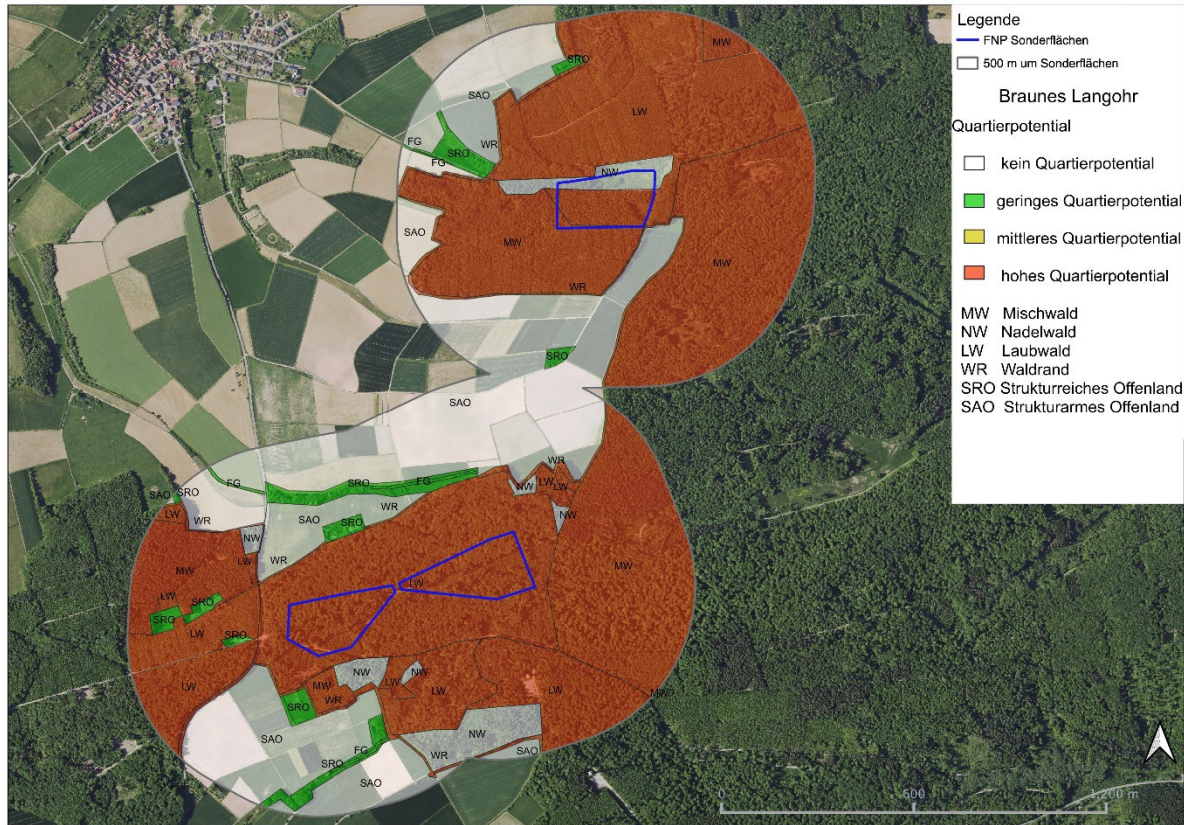 Legende
FNP Sonderflächen
500 m um Sonderflächen
Braunes Langohr
Quartierpotential
kein Quartierpotential
geringes Quartierpotential
mittleres Quartierpotential
hohes Quartierpotential
MW Mischwald
NW Nadelwald
LW Laubwald
WR Waldrand
SRO Strukturreiches Offenland
SAO Strukturarmes Offenland
MW
SRO
SAO
LW
FG
WR
SRO
FG
NW
SAO
MW
MW
WR
SRO
SAO
WR
FG
SRO
FG
NW
LW
LW
SAO
SRO
LW
WR
SAO
SRO
WR
NW
NW
LW
WR
MW
MW
LW
LW
SRO
SRO
LW
SRO
LW
MW
NW
LW
NW
LW
LW
MW
WR
SRO
SAO
NW
FG
WR
SAO
SRO
SAO
0
600
1.200 m